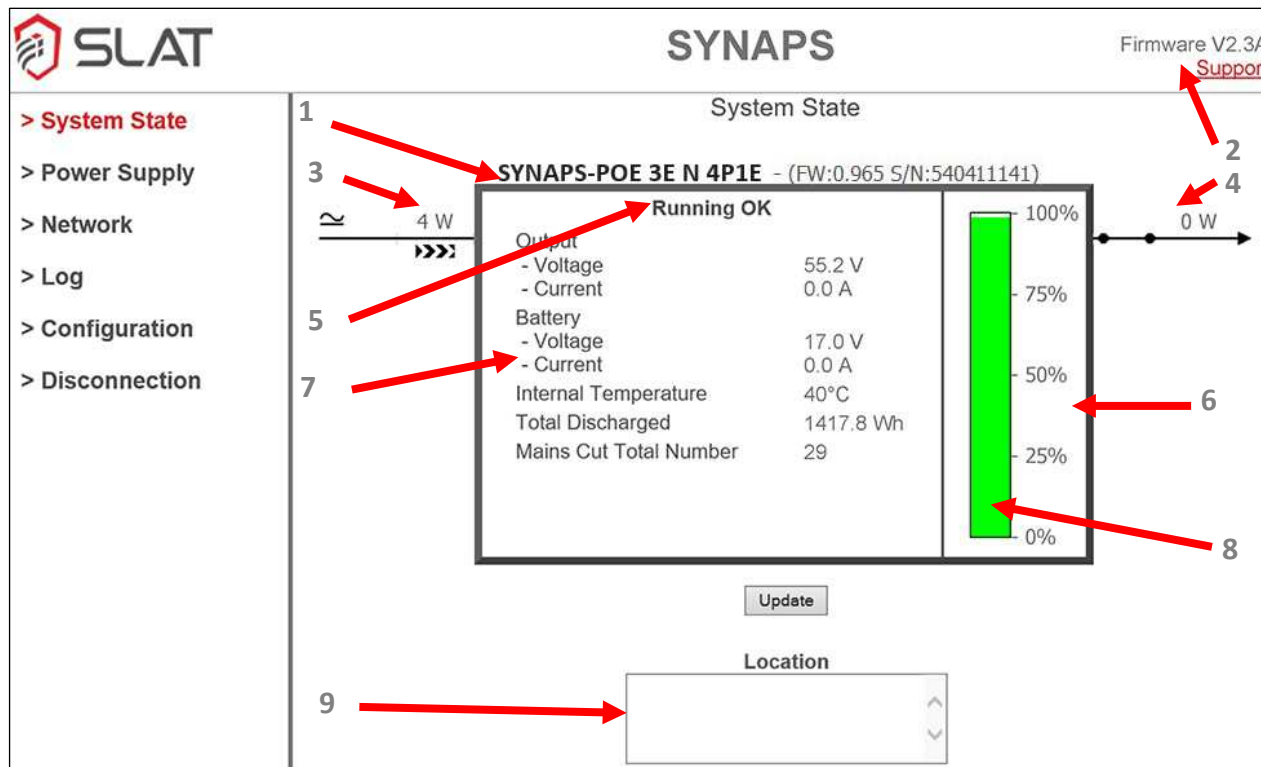 SLAT
SYNAPS
Firmware V2.3A
Suppor
> System State
> Power Supply
> Network
> Log
> Configuration
> Disconnection
System State
1
2
3
4
SYNAPS-POE 3E N 4P1E - (FW:0.965 S/N:540411141)
4 W
0 W
Running OK
Output
- Voltage 55.2 V
- Current 0.0 A
Battery
- Voltage 17.0 V
- Current 0.0 A
Internal Temperature 40°C
Total Discharged 1417.8 Wh
Mains Cut Total Number 29
100%
75%
50%
25%
0%
5
6
7
8
Update
Location
9